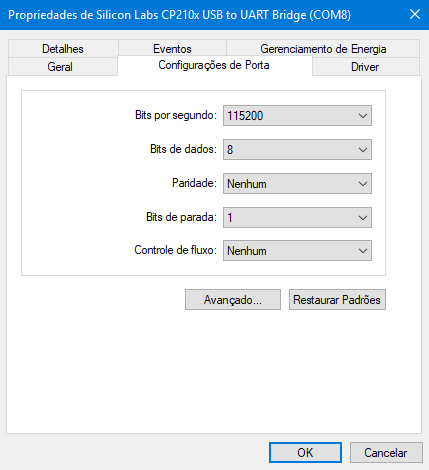 Propriedades de Silicon Labs CP210x USB to UART Bridge (COM8)
Detalhes Eventos Gerenciamento de Energia
Geral Configurações de Porta Driver
Bits por segundo: 115200
Bits de dados: 8
Paridade: Nenhum
Bits de parada: 1
Controle de fluxo: Nenhum
Avançado... Restaurar Padrões
OK Cancelar